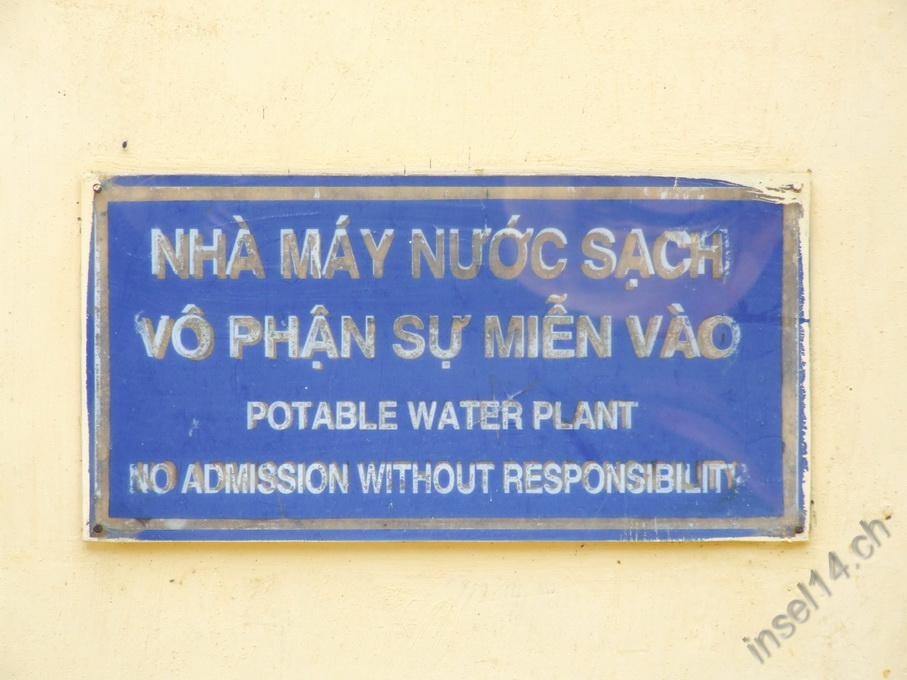 NHÀ MÁY NƯỚC SẠCH
VÔ PHẬN SỰ MIỄN VÀO
POTABLE WATER PLANT
NO ADMISSION WITHOUT RESPONSIBILITY
insel14.ch